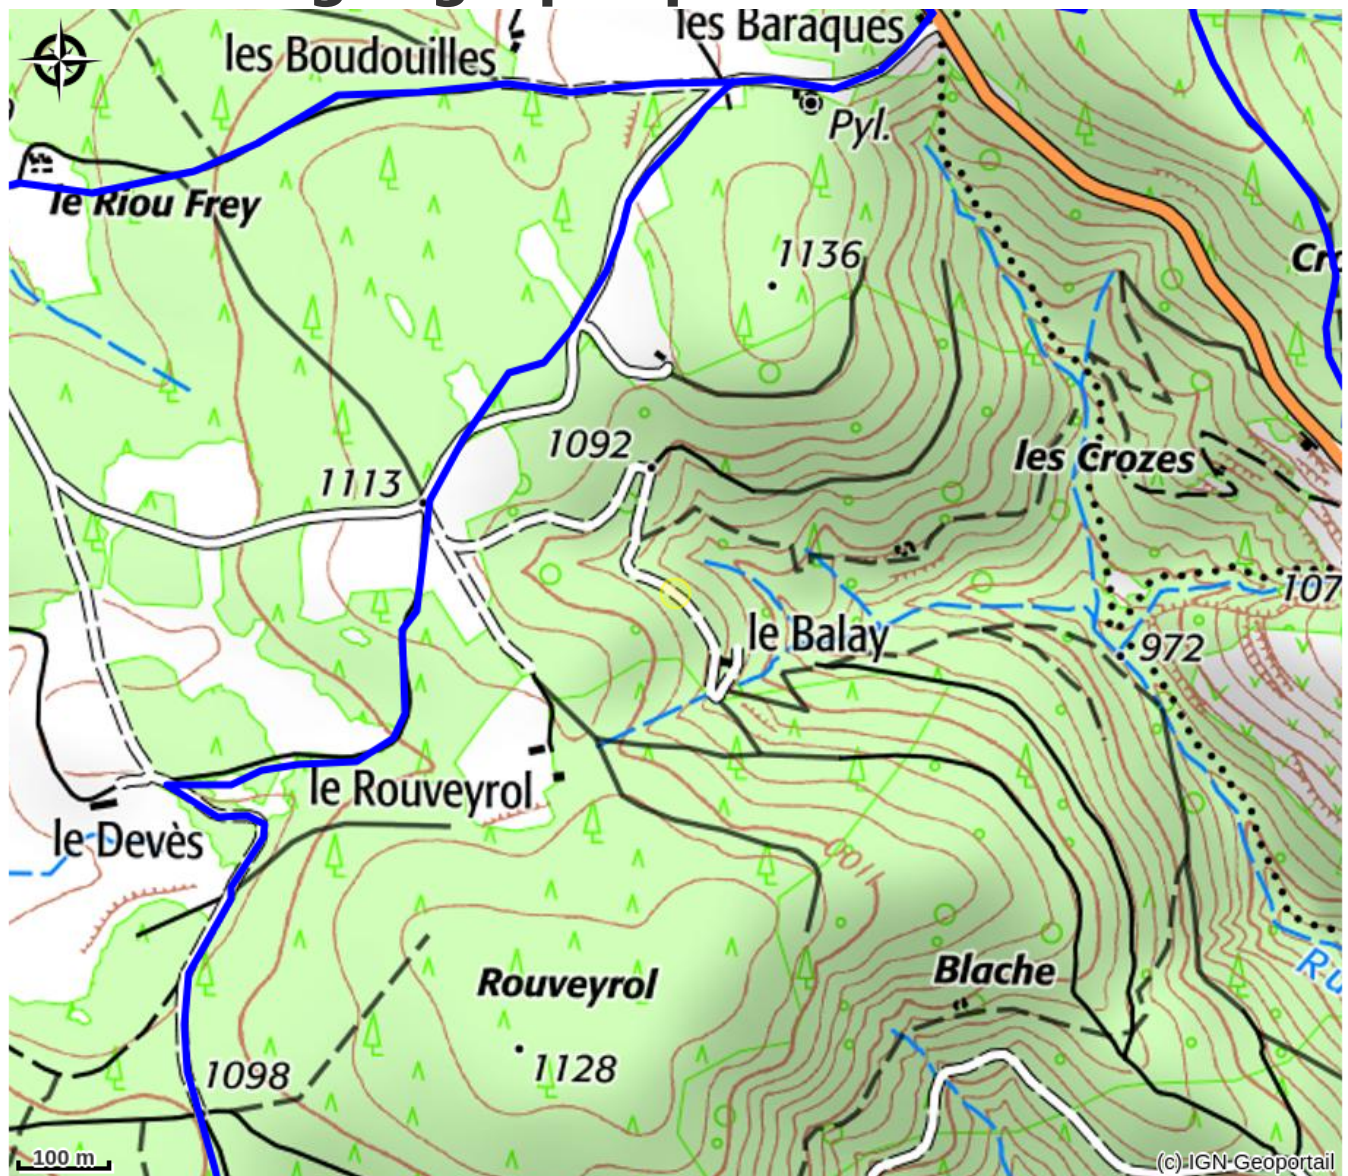 les Baraques
les Boudouilles
Pyl.
le Riou Frey
1136
1092
les Crozes
1113
107
le Balay
972
le Rouveyrol
le Devès
1100
Rouveyrol
Blache
1128
1098
100 m
(c) IGN-Geoportail